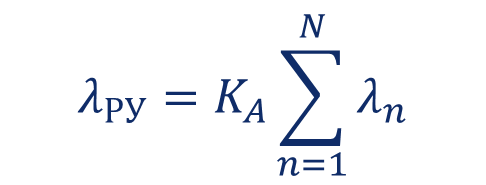 λ_РУ = K_A ∑_{n=1}^{N} λ_n